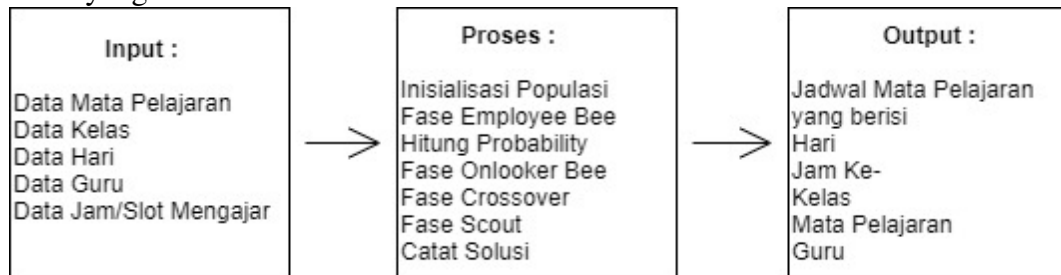 Input :
Data Mata Pelajaran
Data Kelas
Data Hari
Data Guru
Data Jam/Slot Mengajar
Proses :
Inisialisasi Populasi
Fase Employee Bee
Hitung Probability
Fase Onlooker Bee
Fase Crossover
Fase Scout
Catat Solusi
Output :
Jadwal Mata Pelajaran
yang berisi
Hari
Jam Ke-
Kelas
Mata Pelajaran
Guru